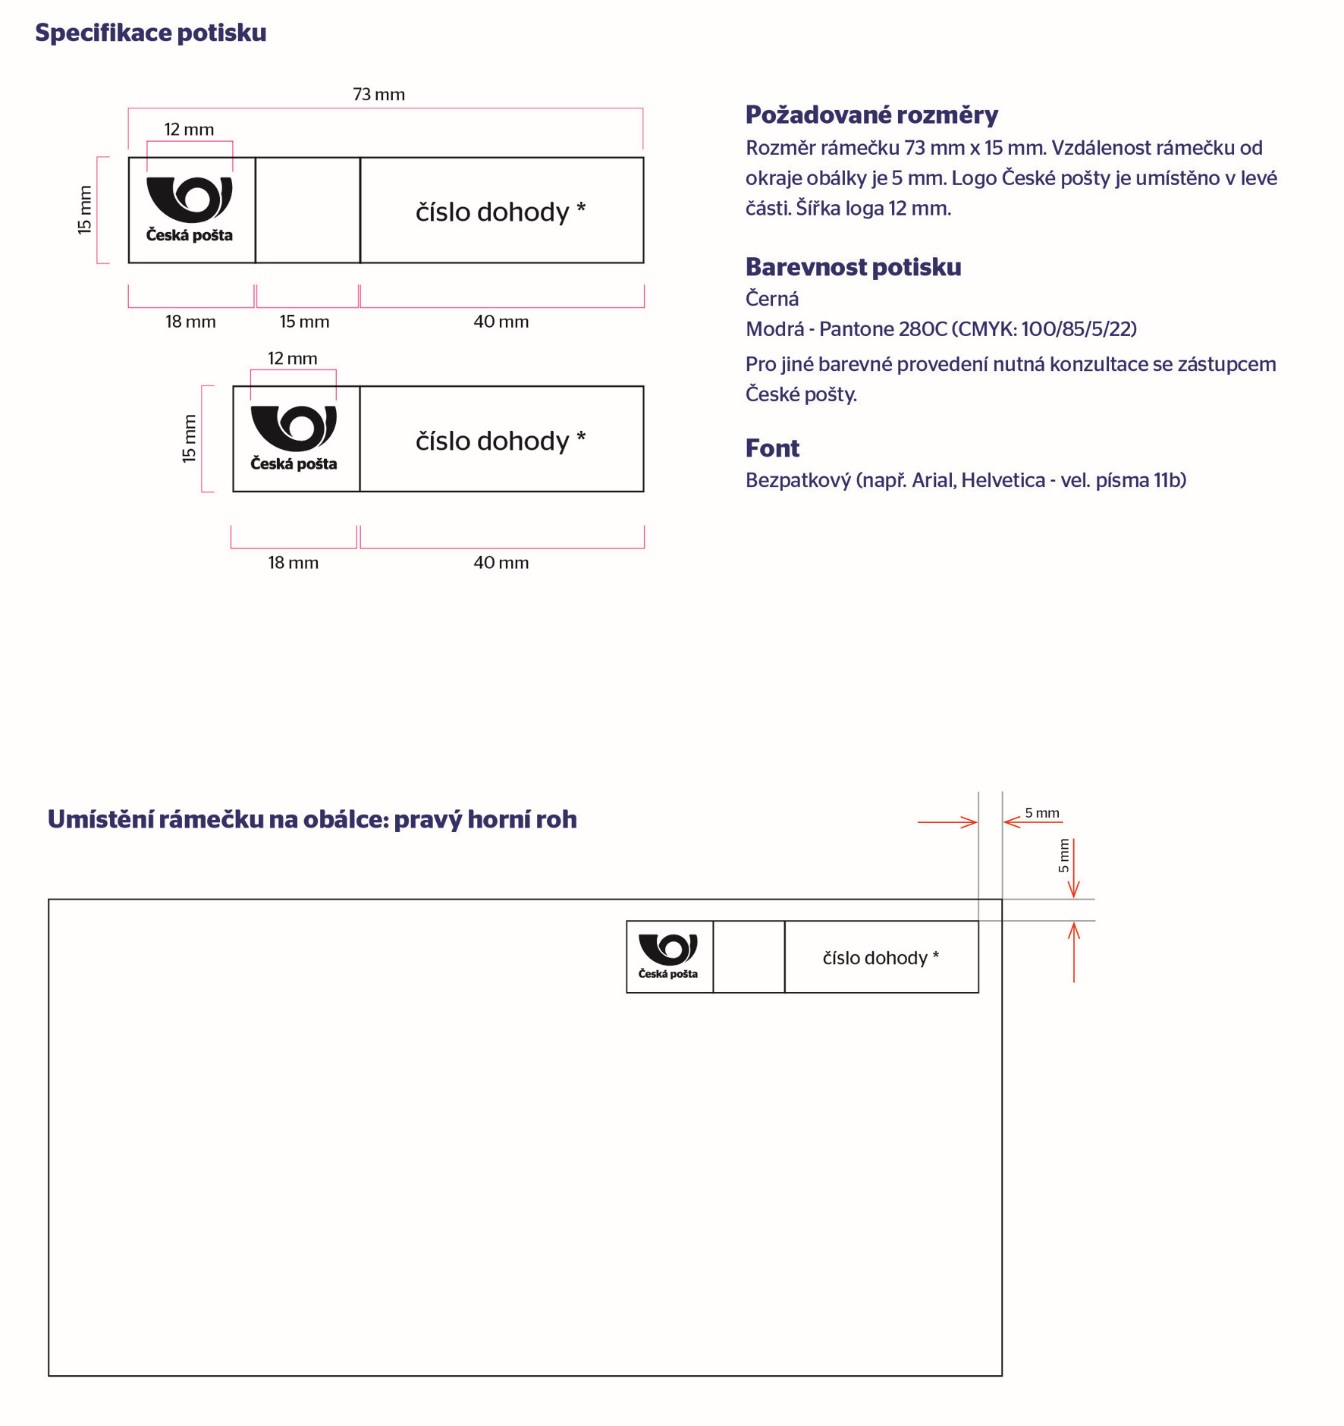 Specifikace potisku
73 mm
12 mm
15 mm
Česká pošta
číslo dohody *
18 mm
15 mm
40 mm
12 mm
15 mm
Česká pošta
číslo dohody *
18 mm
40 mm
Požadované rozměry
Rozměr rámečku 73 mm x 15 mm. Vzdálenost rámečku od
okraje obálky je 5 mm. Logo České pošty je umístěno v levé
části. Šířka loga 12 mm.
Barevnost potisku
Černá
Modrá - Pantone 280C (CMYK: 100/85/5/22)
Pro jiné barevné provedení nutná konzultace se zástupcem
České pošty.
Font
Bezpatkový (např. Arial, Helvetica - vel. písma 11b)
Umístění rámečku na obálce: pravý horní roh
5 mm
5 mm
Česká pošta
číslo dohody *